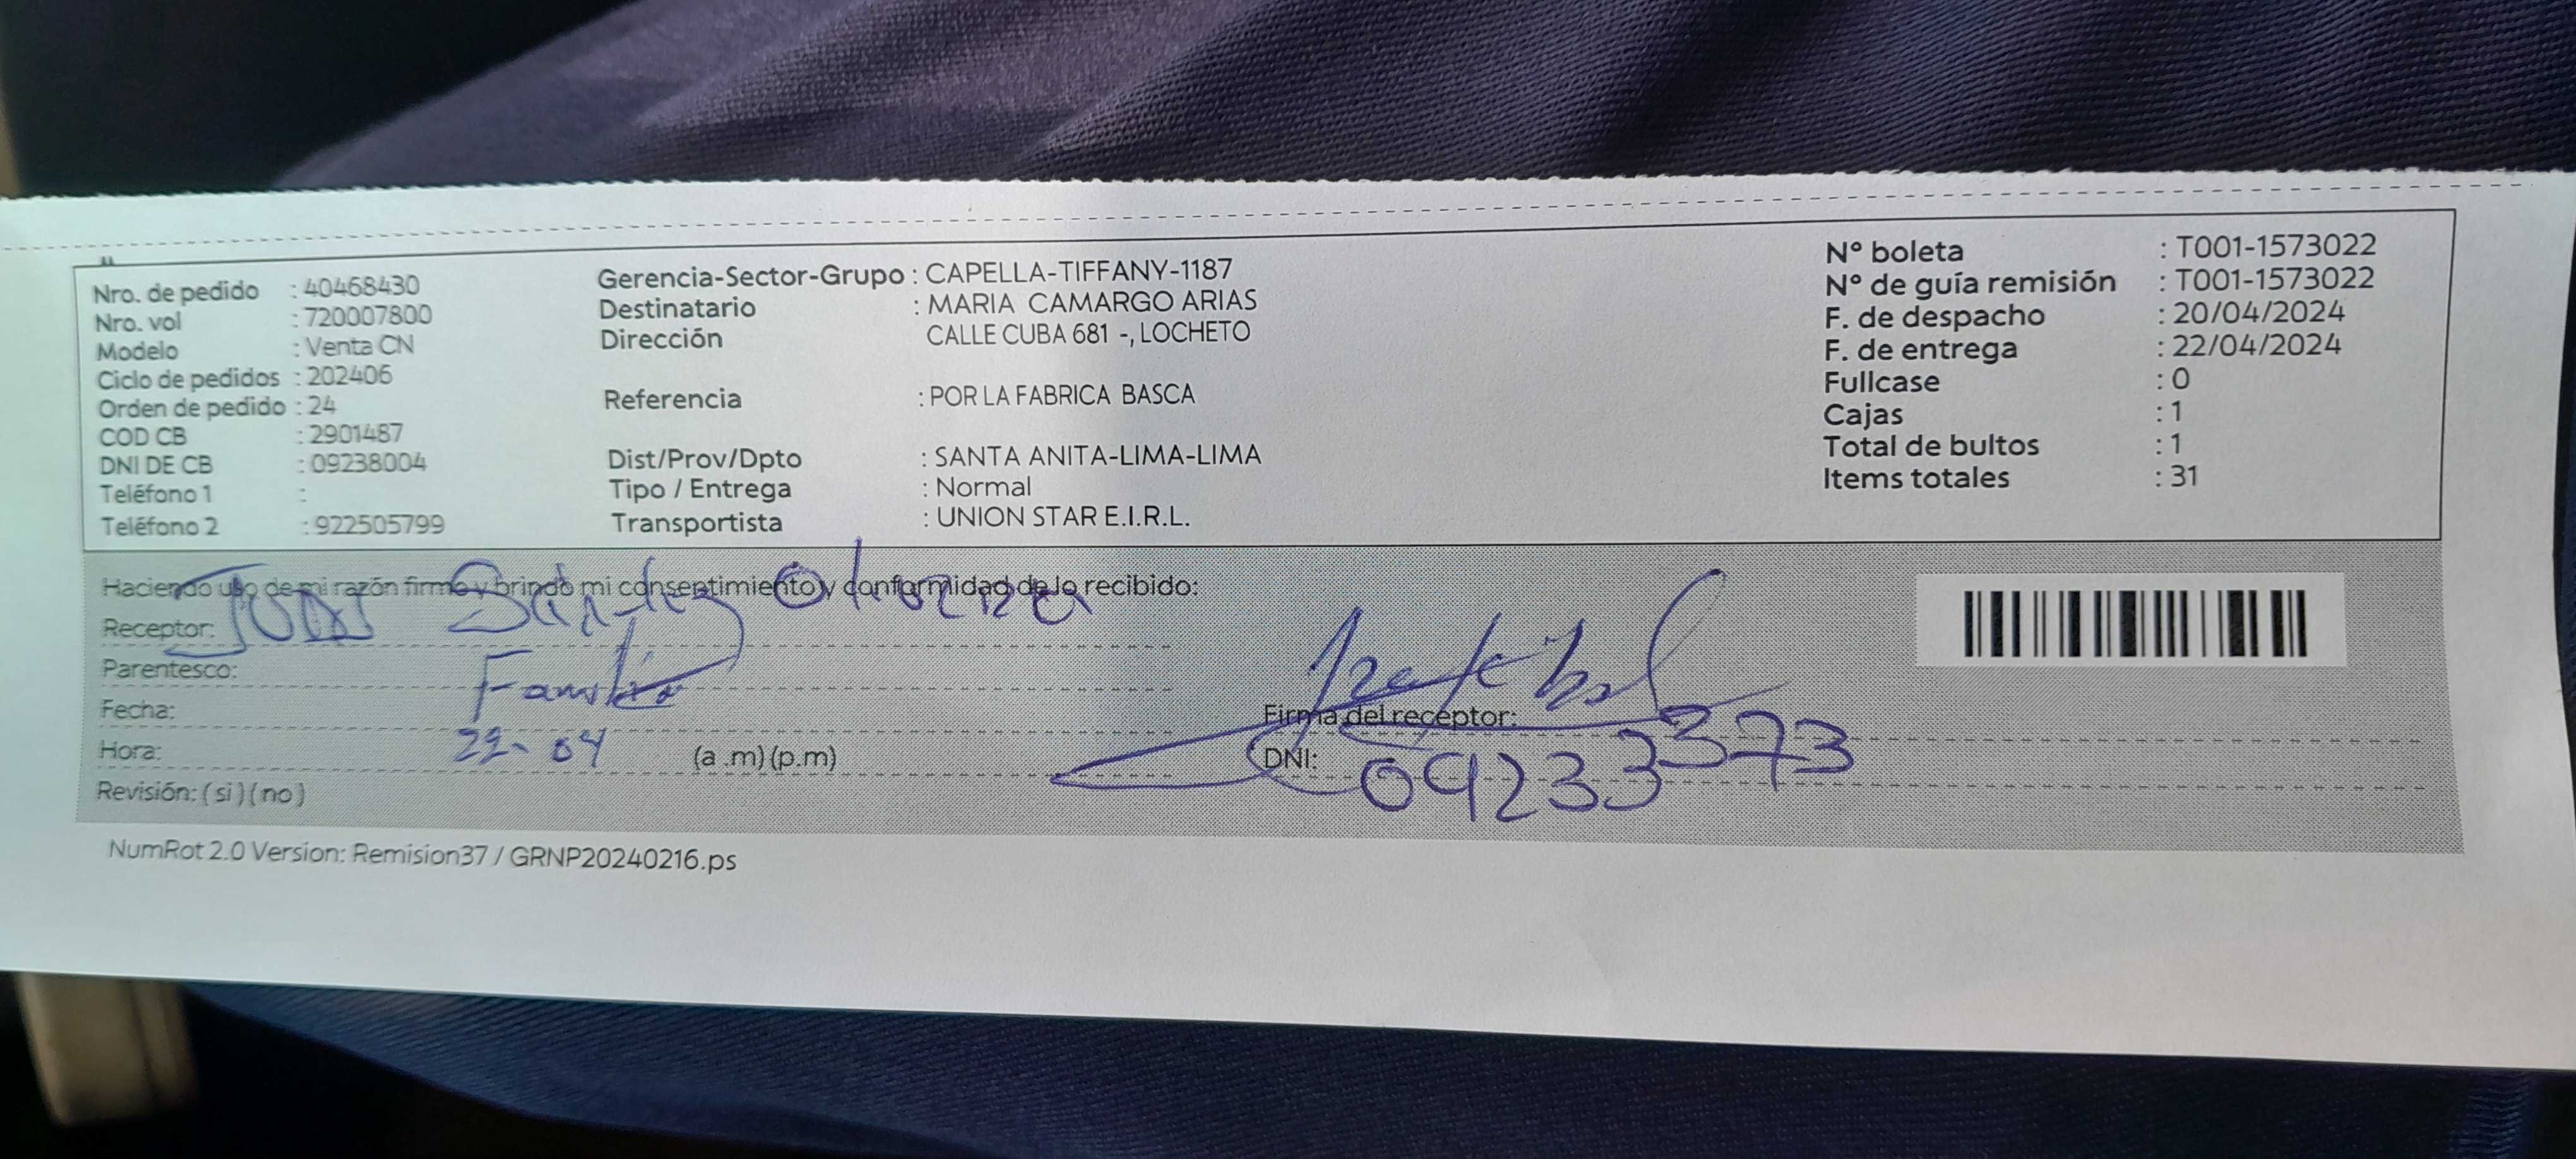 Nro. de pedido : 40468430
Nro. vol : 720007800
Modelo : Venta CN
Ciclo de pedidos : 202406
Orden de pedido : 24
COD CB : 2901487
DNI DE CB : 09238004
Teléfono 1 :
Teléfono 2 : 922505799
Gerencia-Sector-Grupo : CAPELLA-TIFFANY-1187
Destinatario : MARIA CAMARGO ARIAS
Dirección CALLE CUBA 681 -, LOCHETO
Referencia : POR LA FABRICA BASCA
Dist/Prov/Dpto : SANTA ANITA-LIMA-LIMA
Tipo / Entrega : Normal
Transportista : UNION STAR E.I.R.L.
Nº boleta : T001-1573022
Nº de guía remisión : T001-1573022
F. de despacho : 20/04/2024
F. de entrega : 22/04/2024
Fullcase : 0
Cajas : 1
Total de bultos : 1
Items totales : 31
Haciendo uso de mi razón firmo y brindo mi consentimiento y conformidad de lo recibido:
Receptor:
Parentesco: Familia
Fecha: 22-04
Hora: (a .m) (p.m)
Revisión: ( si ) ( no )
Firma del receptor:
DNI: 09233373
NumRot 2.0 Version: Remision37 / GRNP20240216.ps